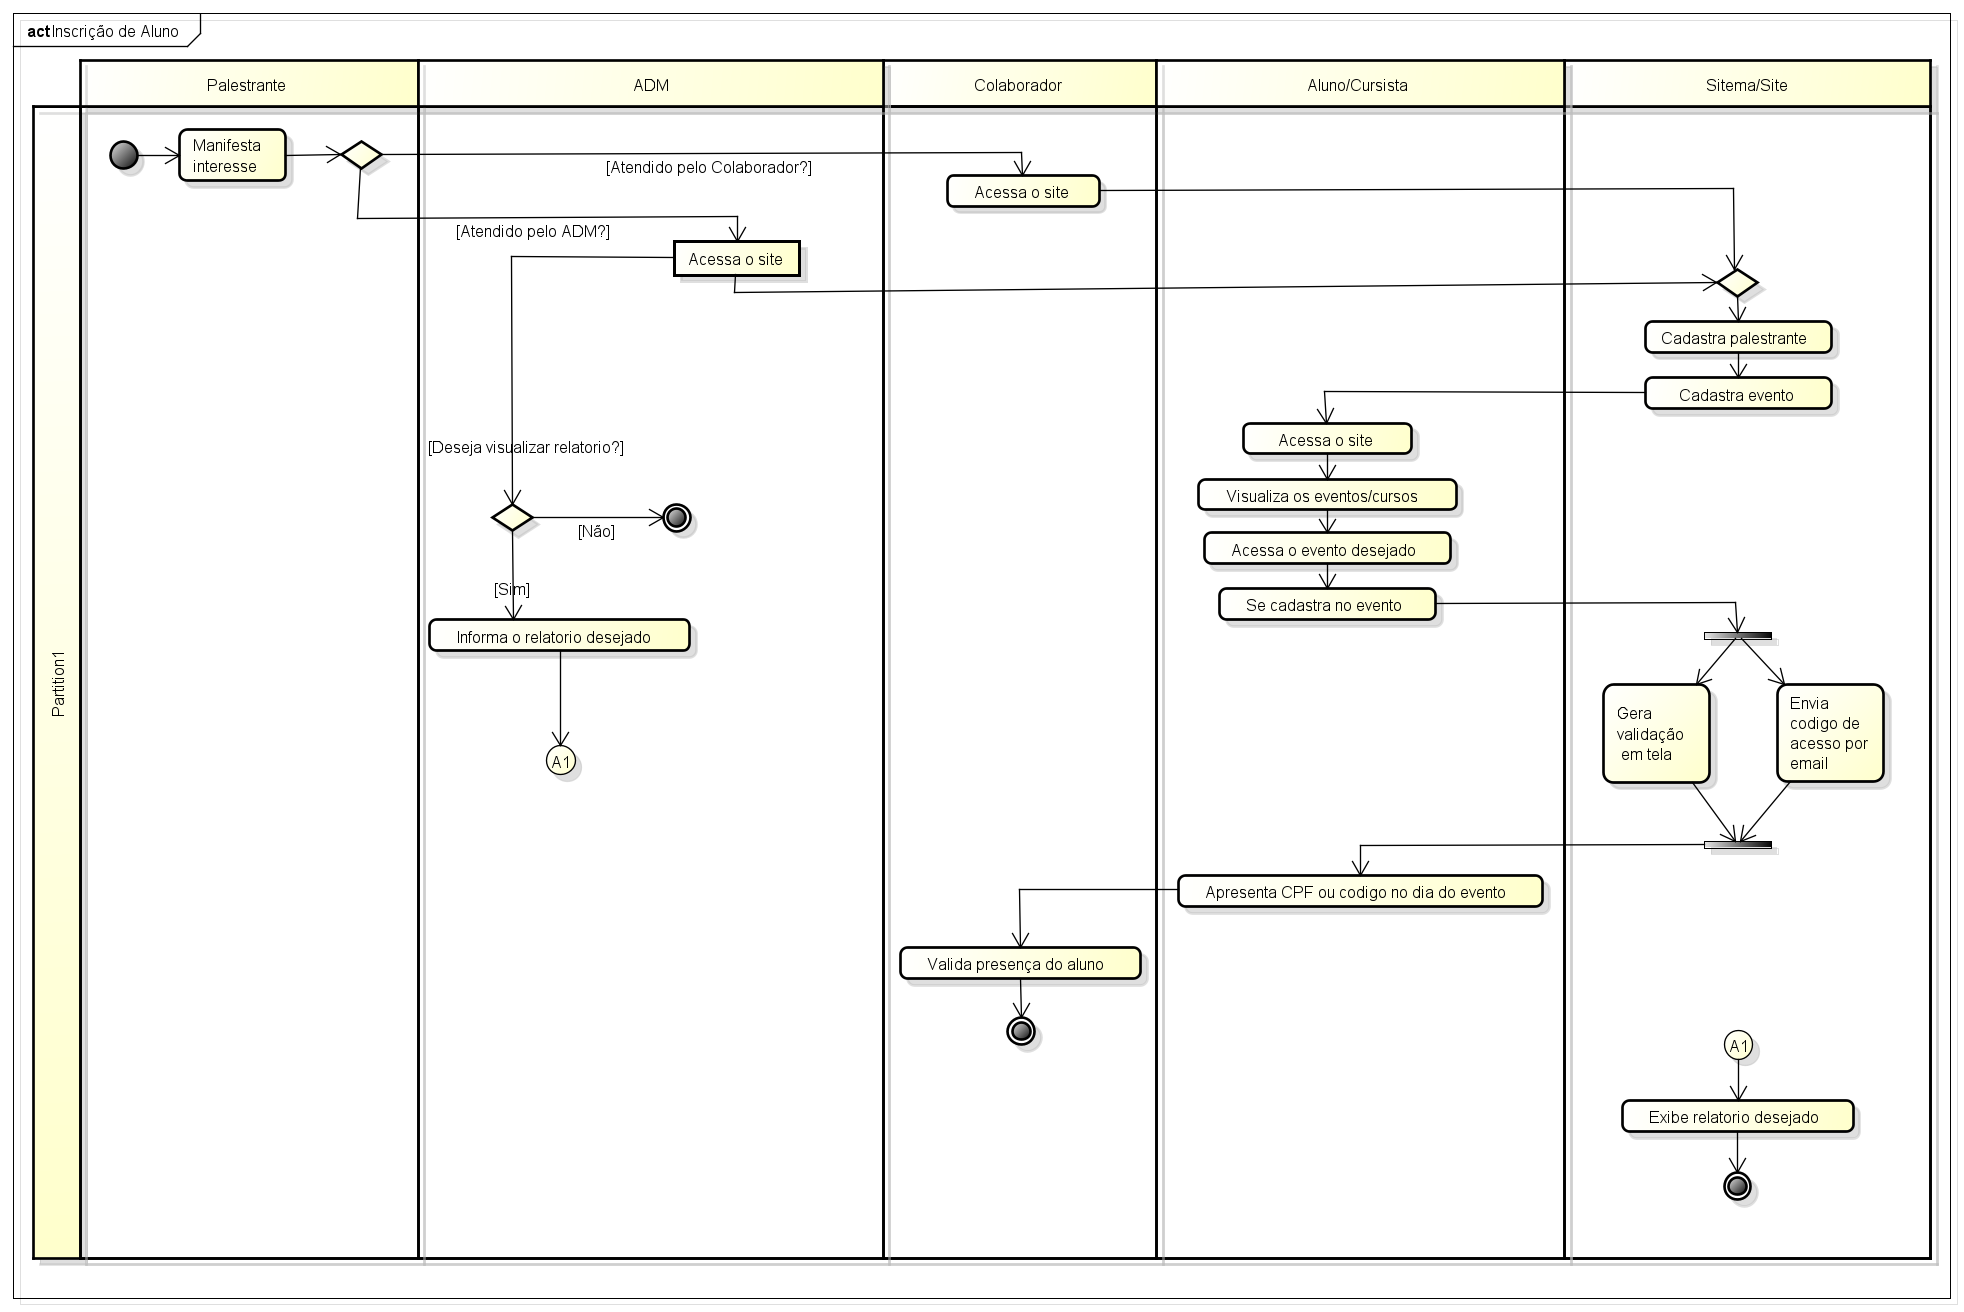 act Inscrição de Aluno
Palestrante
ADM
Colaborador
Aluno/Cursista
Sitema/Site
Partition1
Manifesta
interesse
[Atendido pelo Colaborador?]
Acessa o site
[Atendido pelo ADM?]
Acessa o site
Cadastra palestrante
Cadastra evento
Acessa o site
[Deseja visualizar relatorio?]
Visualiza os eventos/cursos
[Não]
Acessa o evento desejado
[Sim]
Se cadastra no evento
Informa o relatorio desejado
Gera
validação
em tela
Envia
codigo de
acesso por
email
A1
Apresenta CPF ou codigo no dia do evento
Valida presença do aluno
A1
Exibe relatorio desejado